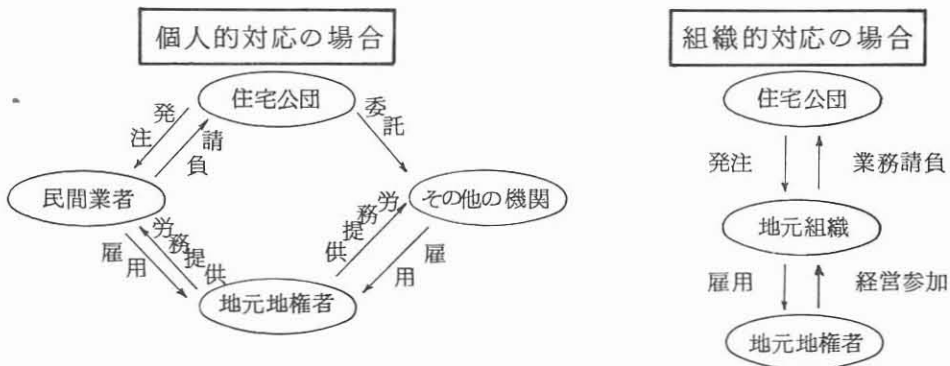 個人的対応の場合
住宅公団
発注
請負
委託
民間業者
その他の機関
雇用
労務提供
労務提供
雇用
地元地権者
組織的対応の場合
住宅公団
発注
業務請負
地元組織
雇用
経営参加
地元地権者